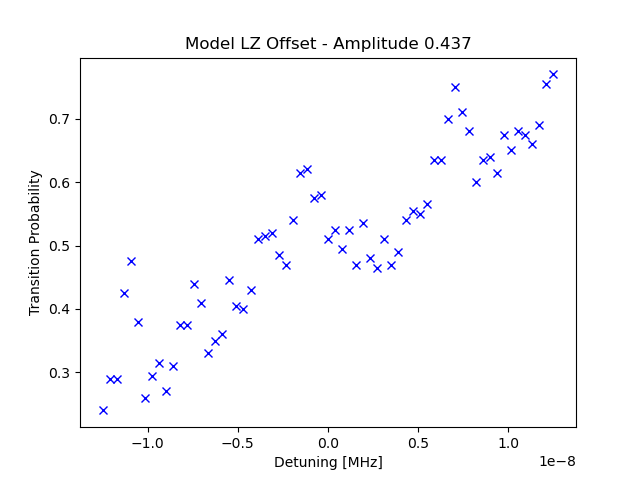 Model LZ Offset - Amplitude 0.437
Transition Probability
0.7
0.6
0.5
0.4
0.3
−1.0 −0.5 0.0 0.5 1.0
1e−8
Detuning [MHz]